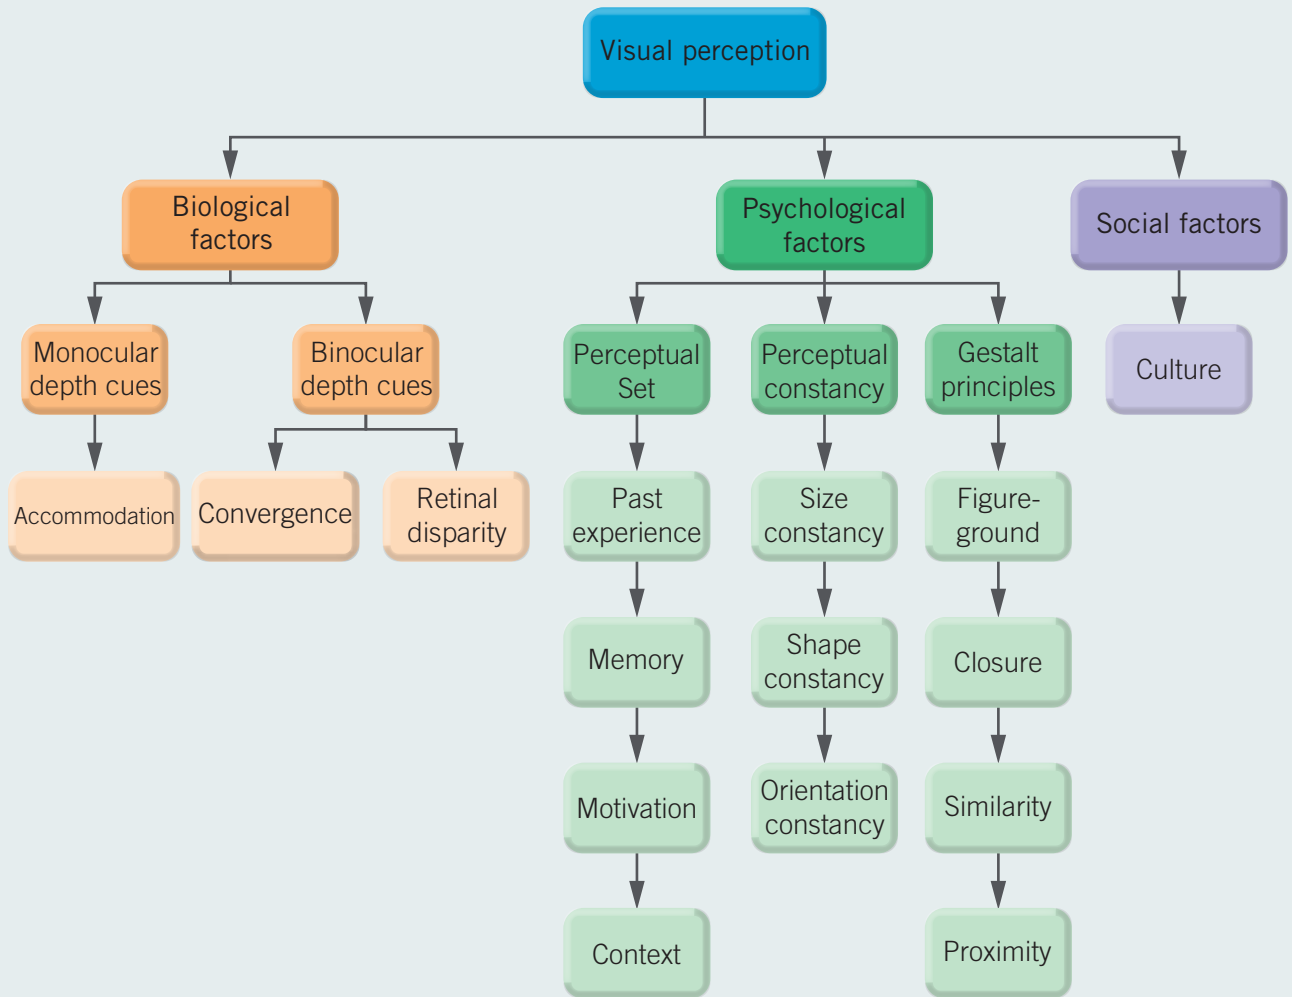 Visual perception
Biological
factors
Psychological
factors
Social factors
Monocular
depth cues
Binocular
depth cues
Perceptual
Set
Perceptual
constancy
Gestalt
principles
Culture
Accommodation
Convergence
Retinal
disparity
Past
experience
Size
constancy
Figure-
ground
Memory
Shape
constancy
Closure
Motivation
Orientation
constancy
Similarity
Context
Proximity